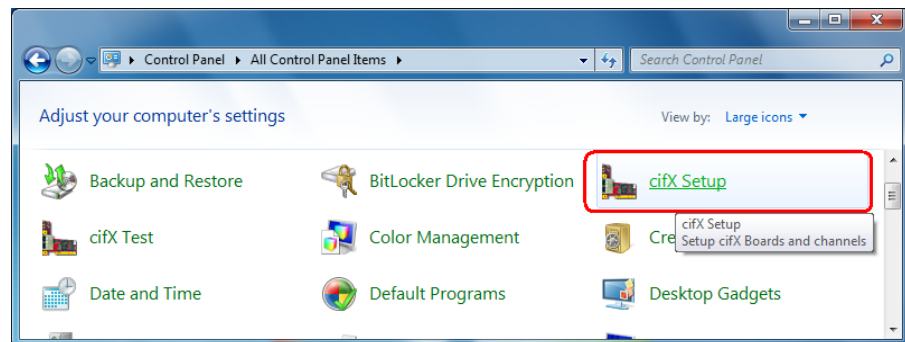 Control Panel ▸ All Control Panel Items ▸
Search Control Panel
Adjust your computer's settings
View by: Large icons
Backup and Restore
BitLocker Drive Encryption
cifX Setup
cifX Test
Color Management
Cre
cifX Setup
Setup cifX Boards and channels
Date and Time
Default Programs
Desktop Gadgets